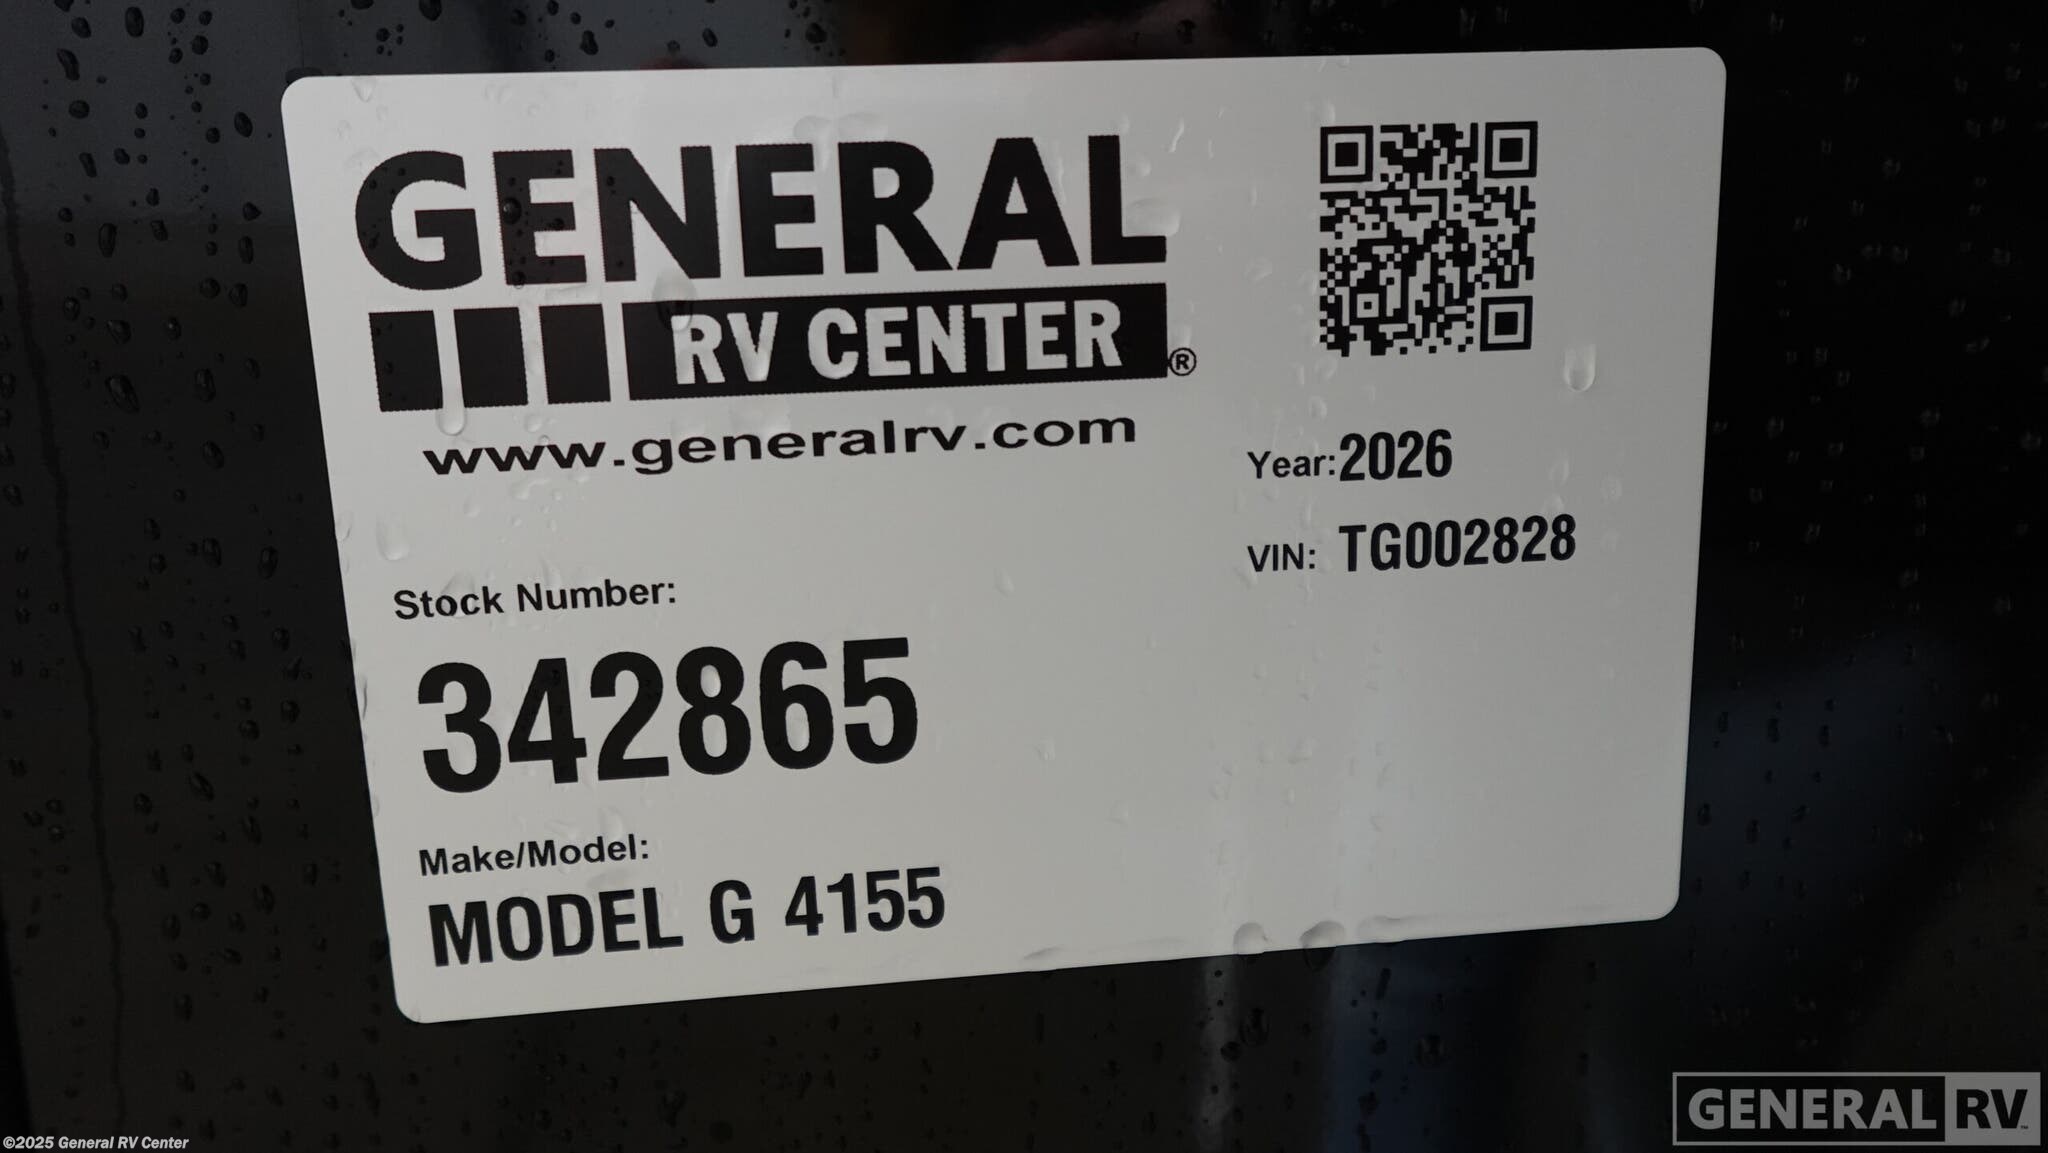 GENERAL
RV CENTER®
www.generalrv.com
Year: 2026
VIN: TG002828
Stock Number:
342865
Make/Model:
MODEL G 4155
©2025 General RV Center
GENERAL RV™